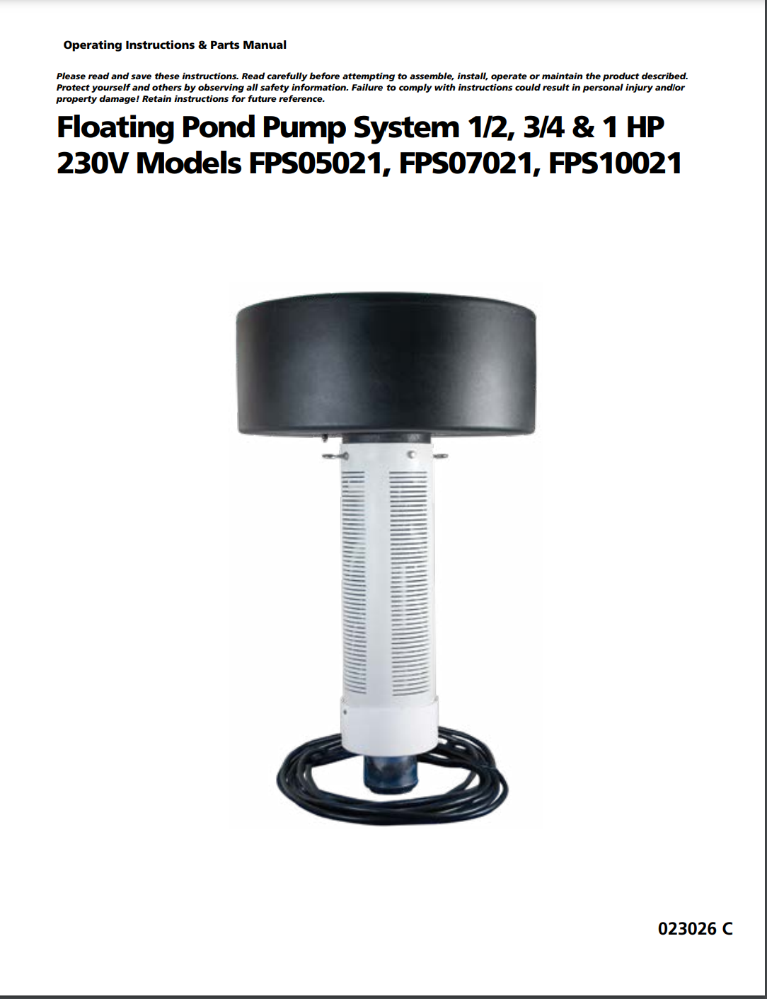 Operating Instructions & Parts Manual
Please read and save these instructions. Read carefully before attempting to assemble, install, operate or maintain the product described.
Protect yourself and others by observing all safety information. Failure to comply with instructions could result in personal injury and/or
property damage! Retain instructions for future reference.
Floating Pond Pump System 1/2, 3/4 & 1 HP
230V Models FPS05021, FPS07021, FPS10021
023026 C